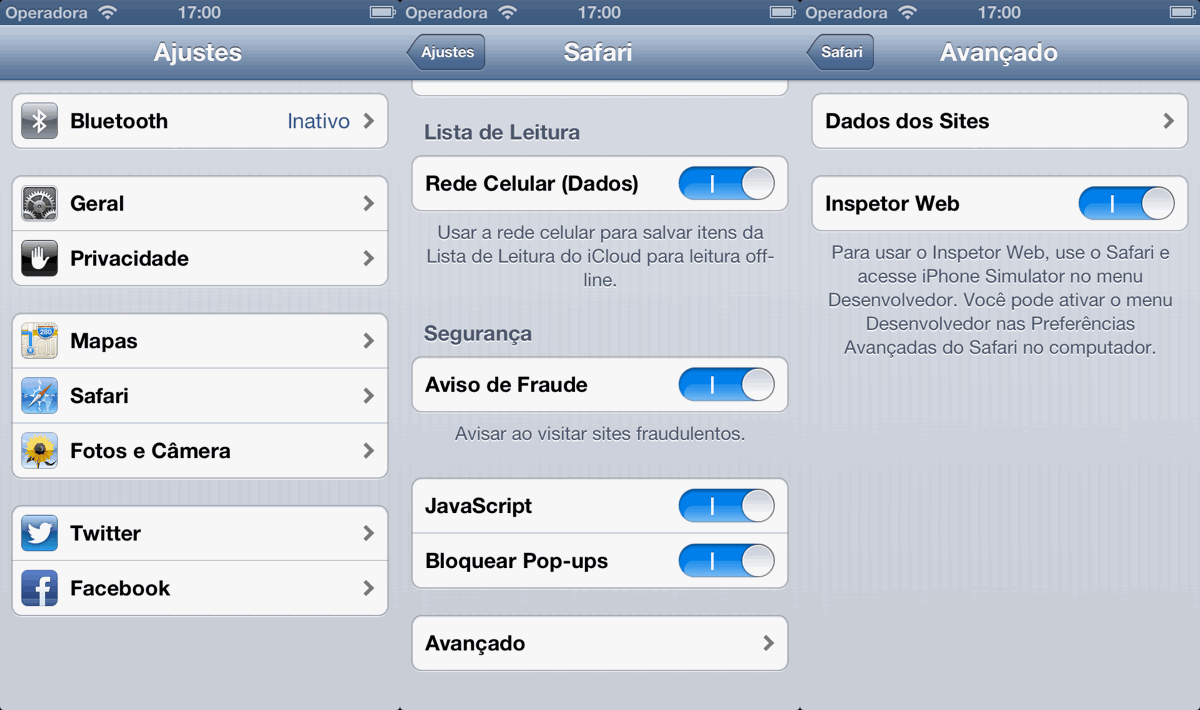 Operadora 17:00
Ajustes
Bluetooth Inativo
Geral
Privacidade
280
Mapas
Safari
Fotos e Câmera
Twitter
Facebook
Operadora 17:00
Ajustes Safari
Lista de Leitura
Rede Celular (Dados)
Usar a rede celular para salvar itens da
Lista de Leitura do iCloud para leitura off-
line.
Segurança
Aviso de Fraude
Avisar ao visitar sites fraudulentos.
JavaScript
Bloquear Pop-ups
Avançado
Operadora 17:00
Safari Avançado
Dados dos Sites
Inspetor Web
Para usar o Inspetor Web, use o Safari e
acesse iPhone Simulator no menu
Desenvolvedor. Você pode ativar o menu
Desenvolvedor nas Preferências
Avançadas do Safari no computador.